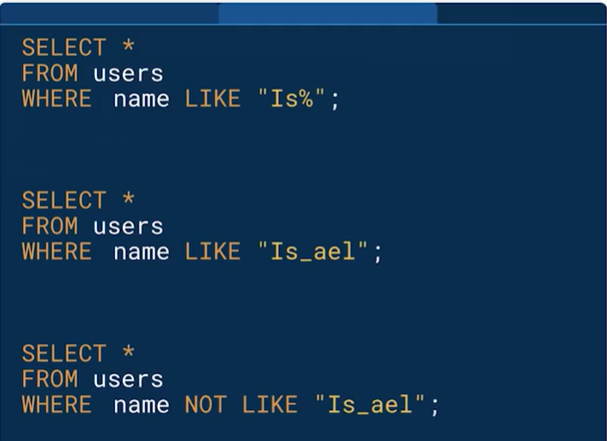 SELECT *
FROM users
WHERE name LIKE "Is%";
SELECT *
FROM users
WHERE name LIKE "Is_ael";
SELECT *
FROM users
WHERE name NOT LIKE "Is_ael";